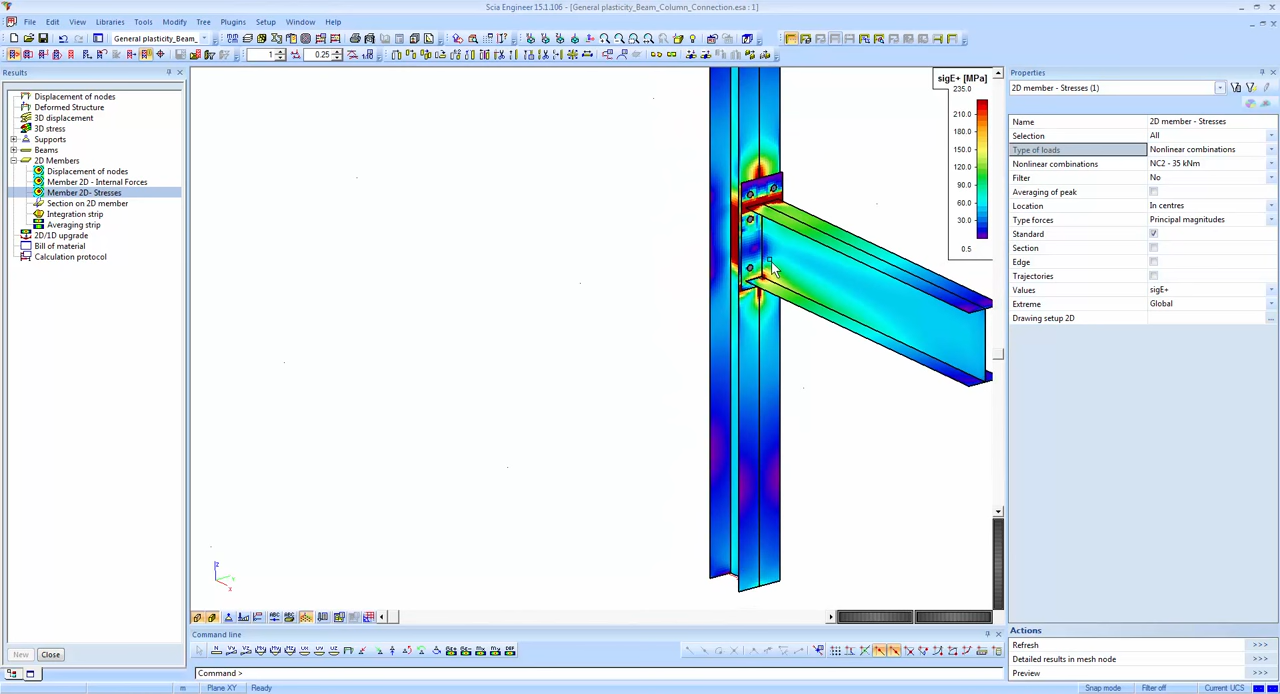 Scia Engineer 15.1.106 - [General plasticity_Beam_Column_Connection.esa : 1]
File Edit View Libraries Tools Modify Tree Plugins Setup Window Help
General plasticity_Beam_
1 0.25
Results
Displacement of nodes
Deformed Structure
3D displacement
3D stress
Supports
Beams
2D Members
Displacement of nodes
Member 2D - Internal Forces
Member 2D- Stresses
Section on 2D member
Integration strip
Averaging strip
2D/1D upgrade
Bill of material
Calculation protocol
New Close
sigE+ [MPa]
235.0
210.0
180.0
150.0
120.0
90.0
60.0
30.0
0.5
Z
Y
X
Properties
2D member - Stresses (1)
Name 2D member - Stresses
Selection All
Type of loads Nonlinear combinations
Nonlinear combinations NC2 - 35 kNm
Filter No
Averaging of peak
Location In centres
Type forces Principal magnitudes
Standard
Section
Edge
Trajectories
Values sigE+
Extreme Global
Drawing setup 2D
Actions
Refresh >>>
Detailed results in mesh node >>>
Preview >>>
Command line
Command >
m Plane XY Ready Snap mode Filter off Current UCS